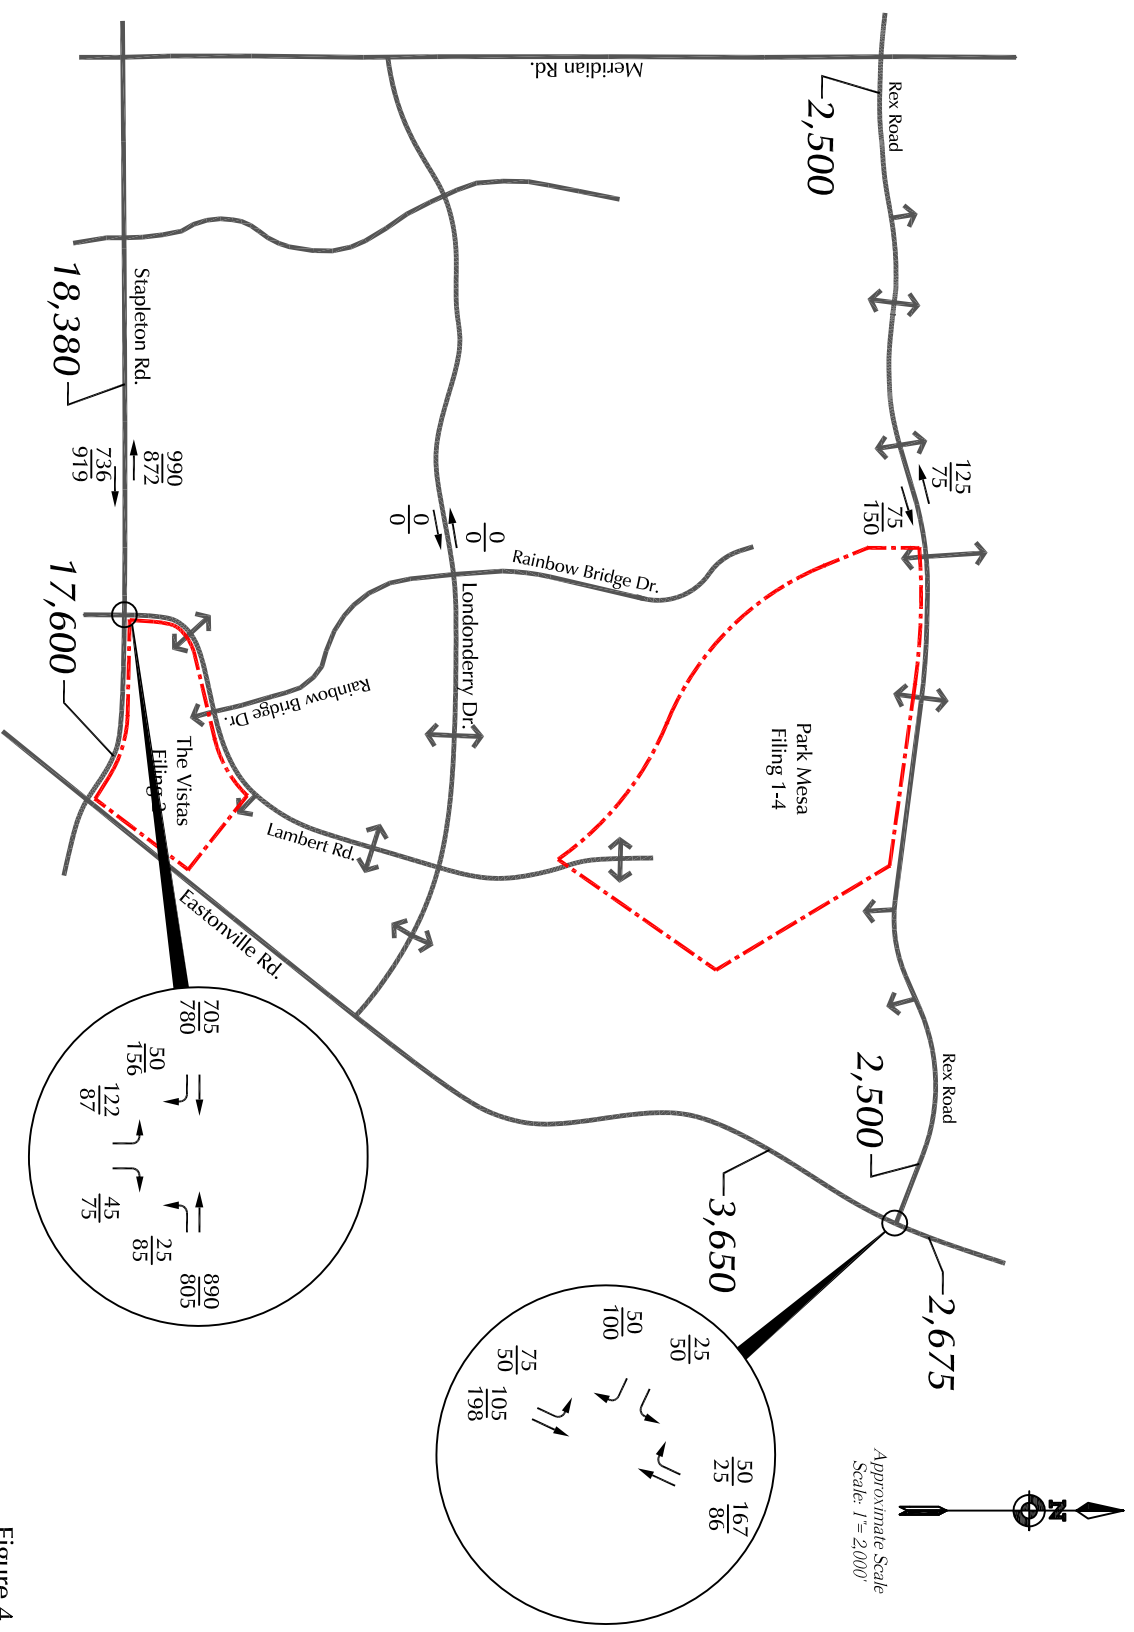 Meridian Rd.
Rex Road
2,500
125
75
75
150
Stapleton Rd.
18,380
990
872
736
919
0
0
0
0
Rainbow Bridge Dr.
Londonderry Dr.
Rainbow Bridge Dr.
17,600
The Vistas
Filing 2
Park Mesa
Filing 1-4
Lambert Rd.
Eastonville Rd.
Rex Road
2,500
3,650
2,675
705
780
50
156
122
87
45
75
25
85
890
805
25
50
50
100
75
50
105
198
50
25
167
86
N
Approximate Scale
Scale: 1"= 2,000'
Figure 4